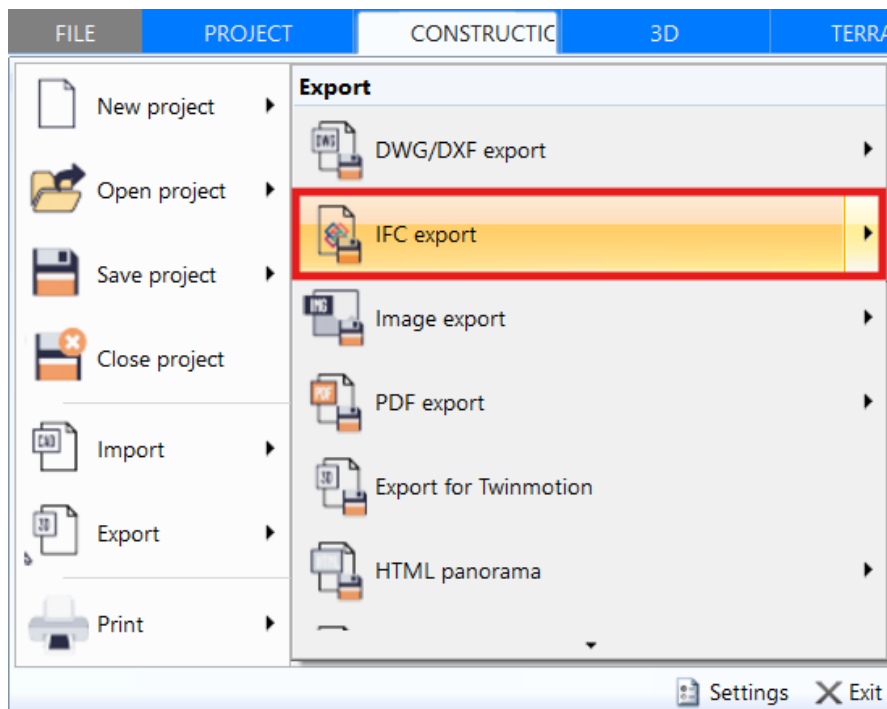 FILE PROJECT CONSTRUCTIC 3D TERRA
New project
Open project
Save project
Close project
Import
Export
Print
Export
DWG/DXF export
IFC export
Image export
PDF export
Export for Twinmotion
HTML panorama
Settings Exit